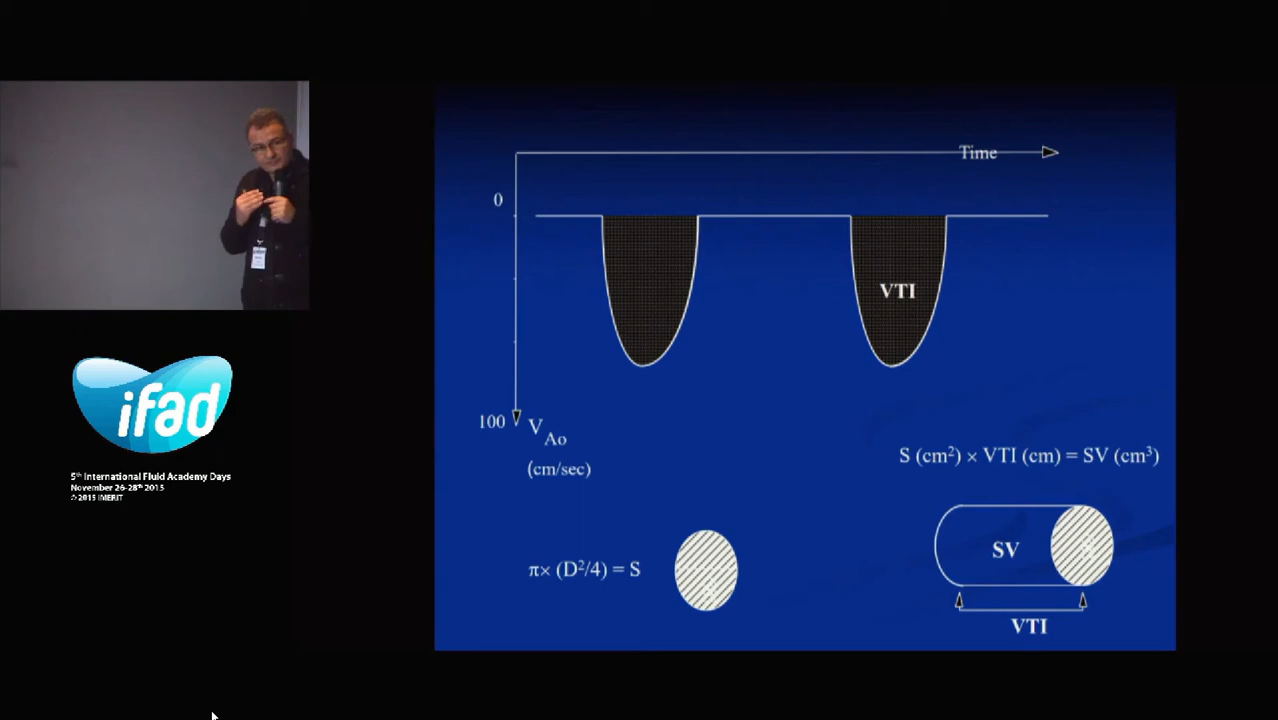 Time
0
VTI
100
V Ao
(cm/sec)
S (cm²) × VTI (cm) = SV (cm³)
π× (D²/4) = S
SV
VTI
ifad
5th International Fluid Academy Days
November 26-28th 2015
© 2015 IMERIT